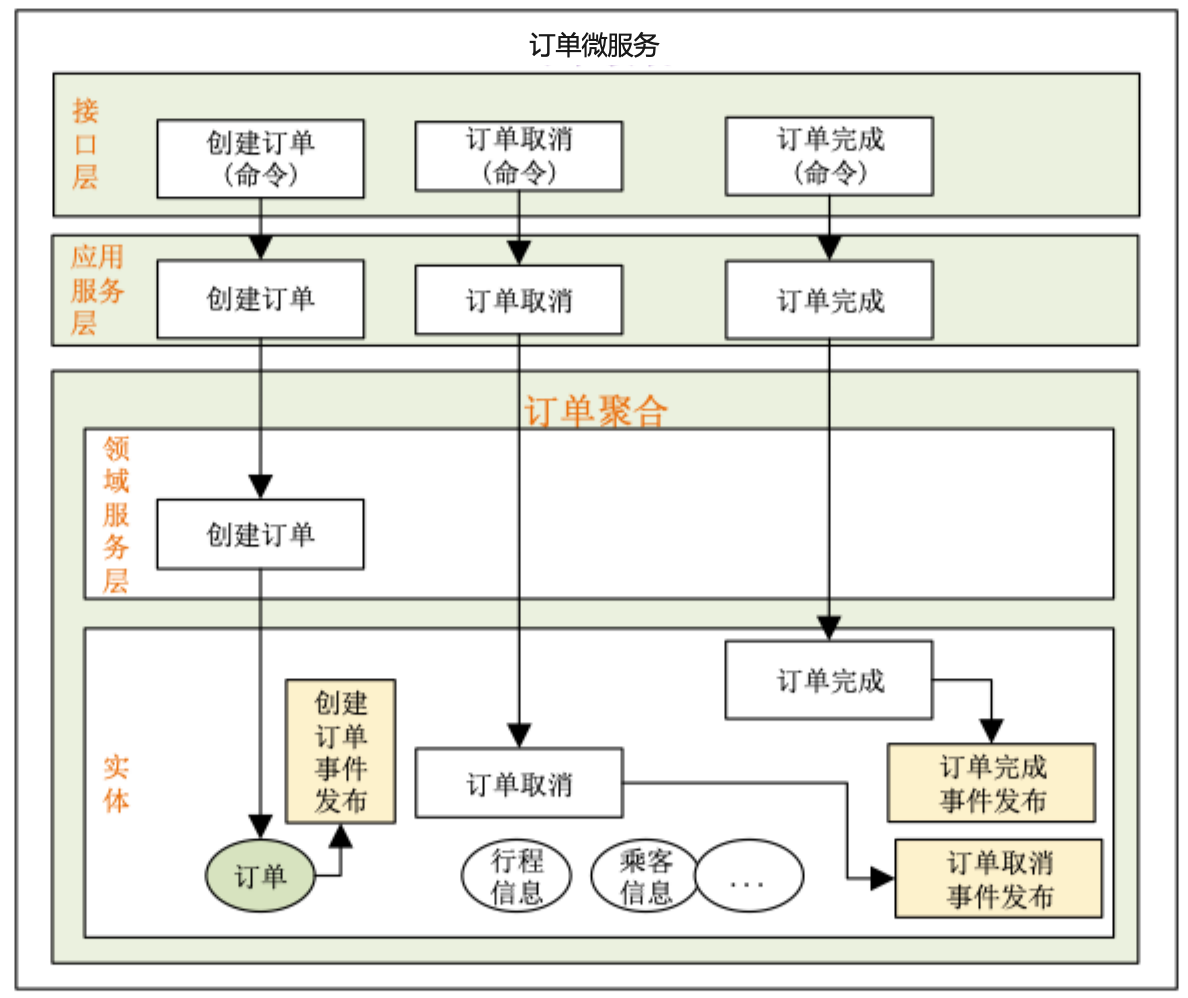 订单微服务
接
口
层
创建订单
(命令)
订单取消
(命令)
订单完成
(命令)
应用
服务
层
创建订单
订单取消
订单完成
订单聚合
领
域
服
务
层
创建订单
实
体
创建
订单
事件
发布
订单
订单取消
行程
信息
乘客
信息
...
订单完成
订单完成
事件发布
订单取消
事件发布